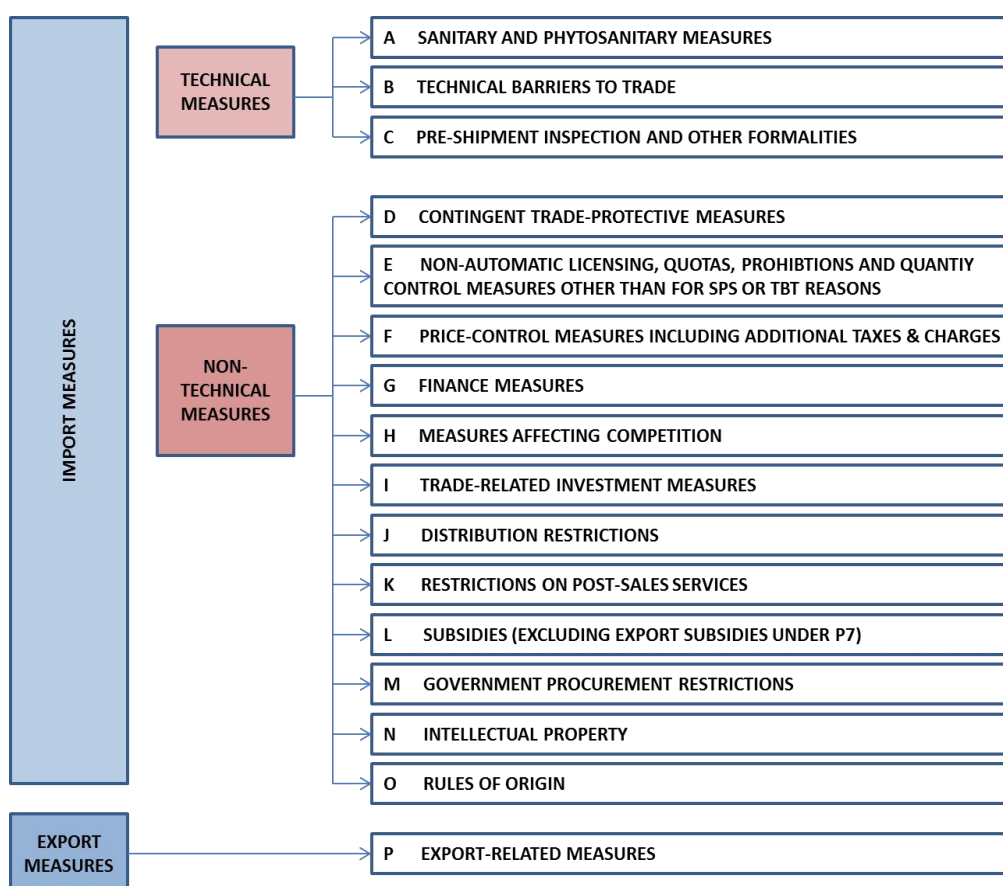 IMPORT MEASURES
TECHNICAL
MEASURES
A SANITARY AND PHYTOSANITARY MEASURES
B TECHNICAL BARRIERS TO TRADE
C PRE-SHIPMENT INSPECTION AND OTHER FORMALITIES
NON-
TECHNICAL
MEASURES
D CONTINGENT TRADE-PROTECTIVE MEASURES
E NON-AUTOMATIC LICENSING, QUOTAS, PROHIBTIONS AND QUANTIY
CONTROL MEASURES OTHER THAN FOR SPS OR TBT REASONS
F PRICE-CONTROL MEASURES INCLUDING ADDITIONAL TAXES & CHARGES
G FINANCE MEASURES
H MEASURES AFFECTING COMPETITION
I TRADE-RELATED INVESTMENT MEASURES
J DISTRIBUTION RESTRICTIONS
K RESTRICTIONS ON POST-SALES SERVICES
L SUBSIDIES (EXCLUDING EXPORT SUBSIDIES UNDER P7)
M GOVERNMENT PROCUREMENT RESTRICTIONS
N INTELLECTUAL PROPERTY
O RULES OF ORIGIN
EXPORT
MEASURES
P EXPORT-RELATED MEASURES